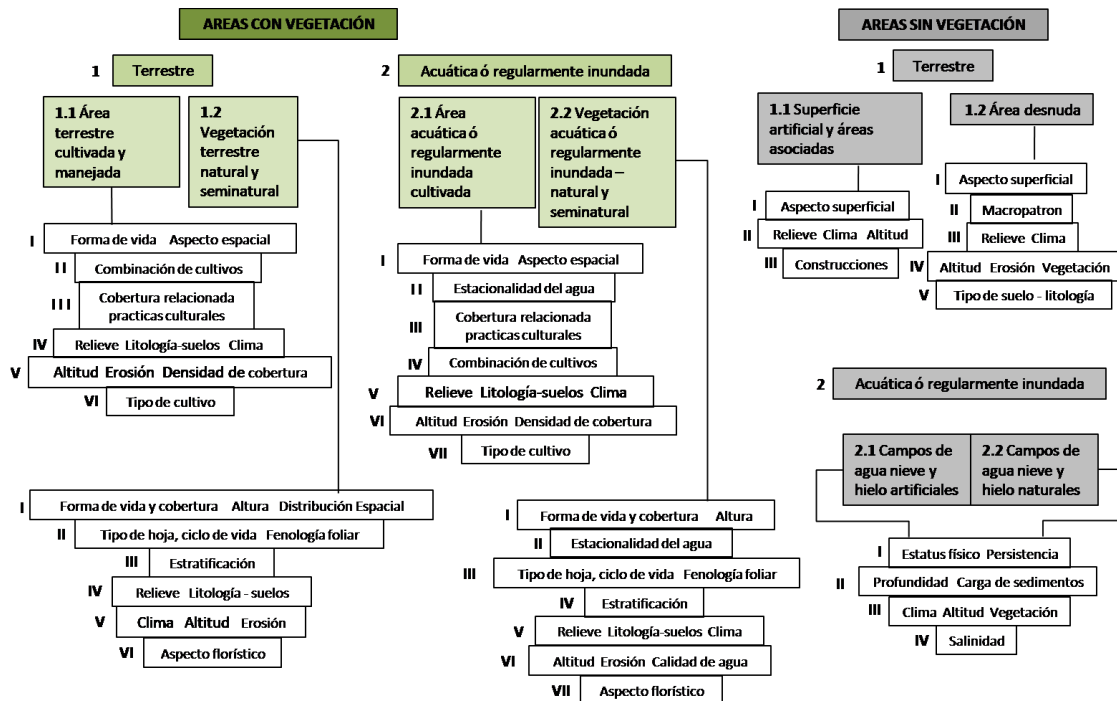 AREAS CON VEGETACIÓN
1 Terrestre
1.1 Área
terrestre
cultivada y
manejada
1.2
Vegetación
terrestre
natural y
seminatural
I Forma de vida Aspecto espacial
II Combinación de cultivos
III Cobertura relacionada
practicas culturales
IV Relieve Litología-suelos Clima
V Altitud Erosión Densidad de cobertura
VI Tipo de cultivo
I Forma de vida y cobertura Altura Distribución Espacial
II Tipo de hoja, ciclo de vida Fenología foliar
III Estratificación
IV Relieve Litología - suelos
V Clima Altitud Erosión
VI Aspecto florístico
2 Acuática ó regularmente inundada
2.1 Área
acuática ó
regularmente
inundada
cultivada
2.2 Vegetación
acuática ó
regularmente
inundada –
natural y
seminatural
I Forma de vida Aspecto espacial
II Estacionalidad del agua
III Cobertura relacionada
practicas culturales
IV Combinación de cultivos
V Relieve Litología-suelos Clima
VI Altitud Erosión Densidad de cobertura
VII Tipo de cultivo
I Forma de vida y cobertura Altura
II Estacionalidad del agua
III Tipo de hoja, ciclo de vida Fenología foliar
IV Estratificación
V Relieve Litología-suelos Clima
VI Altitud Erosión Calidad de agua
VII Aspecto florístico
AREAS SIN VEGETACIÓN
1 Terrestre
1.1 Superficie
artificial y áreas
asociadas
1.2 Área desnuda
I Aspecto superficial
II Relieve Clima Altitud
III Construcciones
I Aspecto superficial
II Macropatron
III Relieve Clima
IV Altitud Erosión Vegetación
V Tipo de suelo - litología
2 Acuática ó regularmente inundada
2.1 Campos de
agua nieve y
hielo artificiales
2.2 Campos de
agua nieve y
hielo naturales
I Estatus físico Persistencia
II Profundidad Carga de sedimentos
III Clima Altitud Vegetación
IV Salinidad